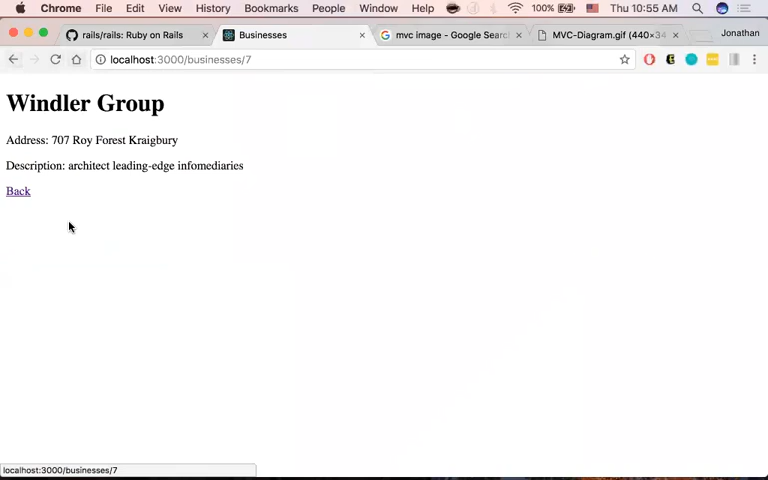 Chrome File Edit View History Bookmarks People Window Help 100% Thu 10:55 AM
rails/rails: Ruby on Rails × Businesses × mvc image - Google Searc × MVC-Diagram.gif (440×34 × Jonathan
localhost:3000/businesses/7
Windler Group
Address: 707 Roy Forest Kraigbury
Description: architect leading-edge infomediaries
Back
localhost:3000/businesses/7